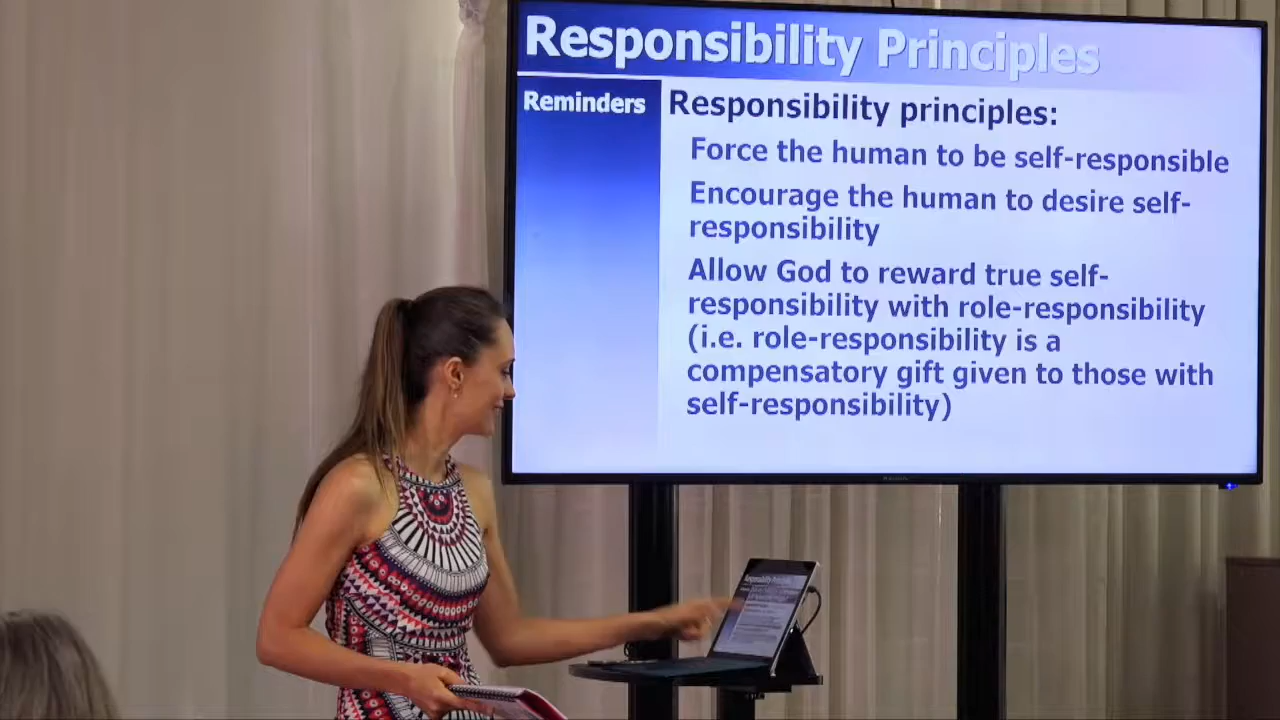 Responsibility Principles
Reminders
Responsibility principles:
Force the human to be self-responsible
Encourage the human to desire self-
responsibility
Allow God to reward true self-
responsibility with role-responsibility
(i.e. role-responsibility is a
compensatory gift given to those with
self-responsibility)
Responsibility Principles